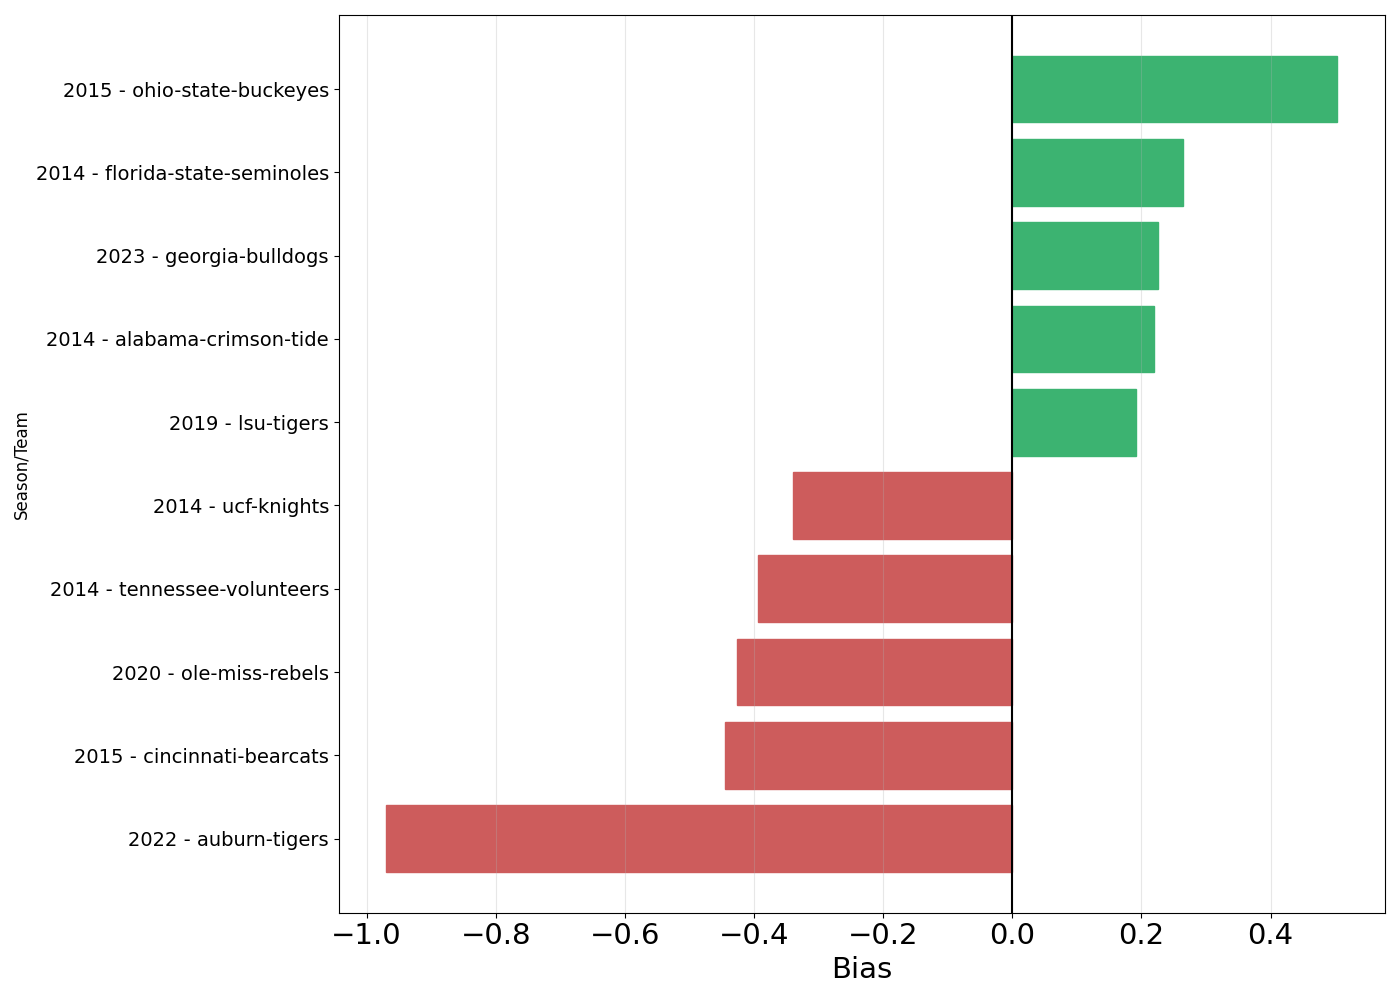 2015 - ohio-state-buckeyes
2014 - florida-state-seminoles
2023 - georgia-bulldogs
2014 - alabama-crimson-tide
2019 - lsu-tigers
2014 - ucf-knights
2014 - tennessee-volunteers
2020 - ole-miss-rebels
2015 - cincinnati-bearcats
2022 - auburn-tigers
Season/Team
−1.0 −0.8 −0.6 −0.4 −0.2 0.0 0.2 0.4
Bias